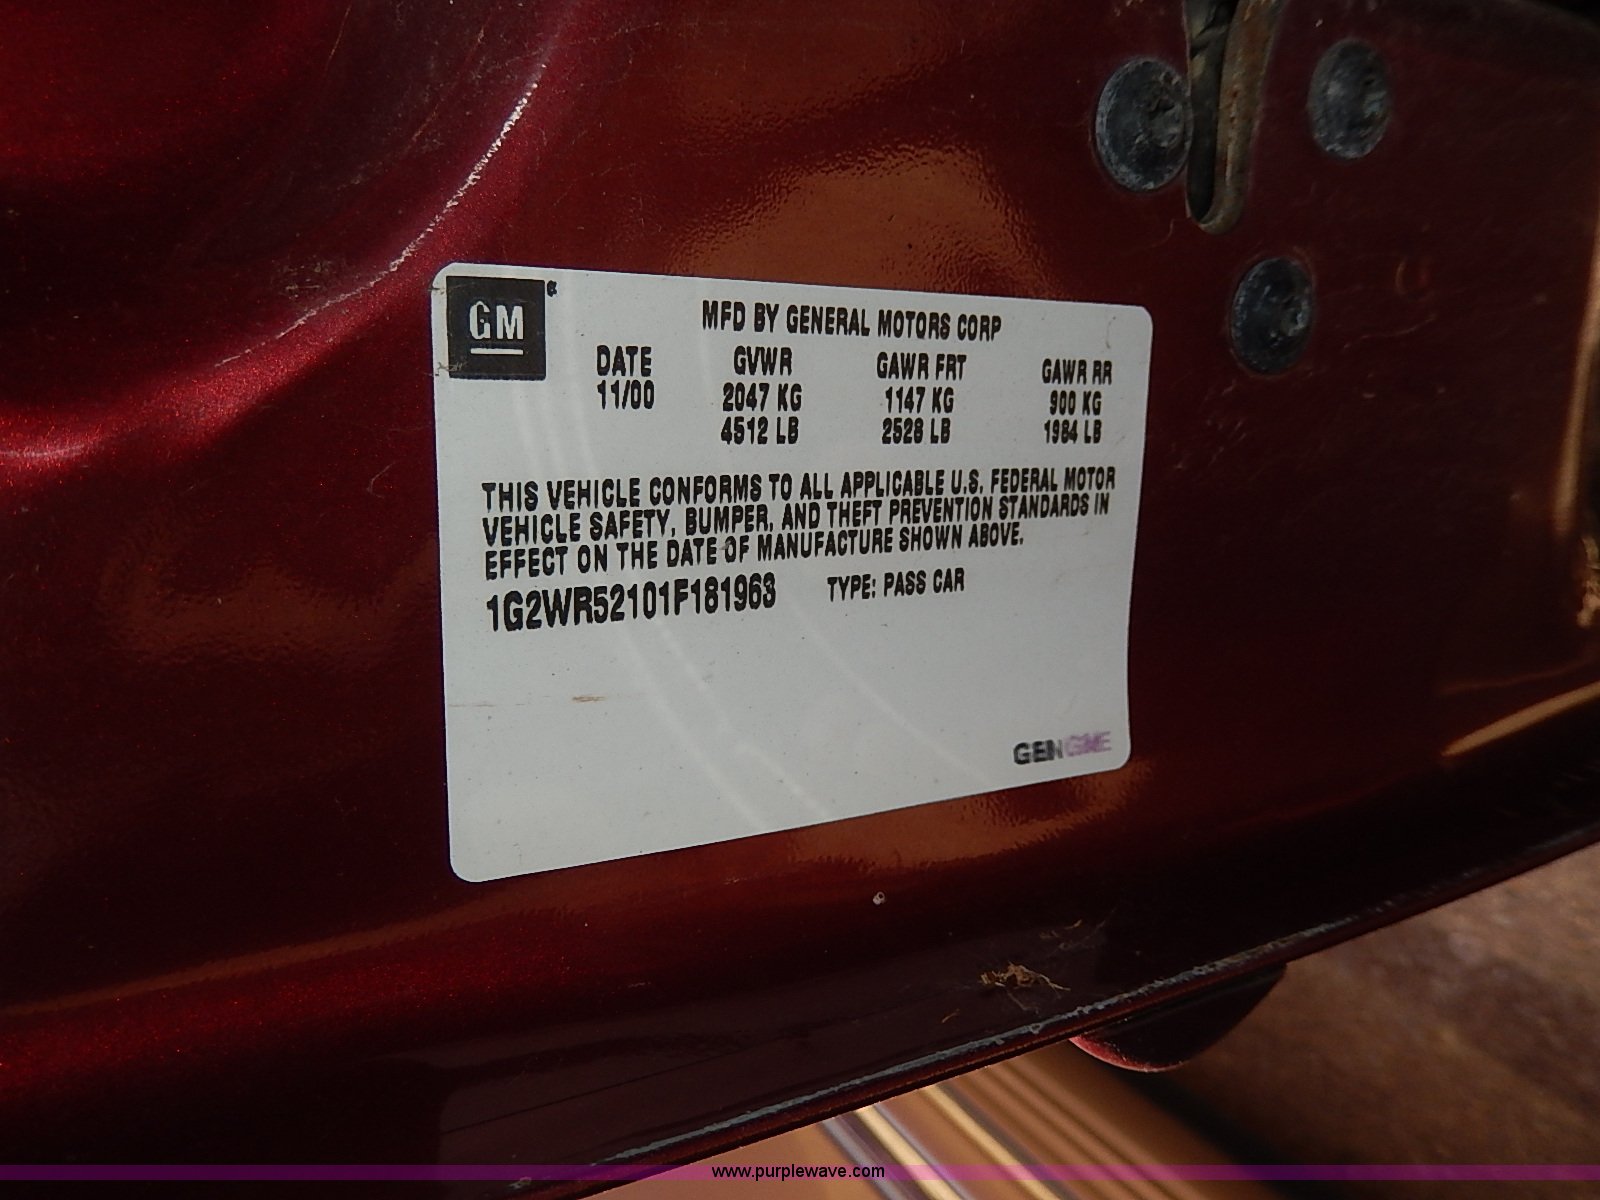 GM
MFD BY GENERAL MOTORS CORP
DATE GVWR GAWR FRT GAWR RR
11/00 2047 KG 1147 KG 900 KG
4512 LB 2528 LB 1984 LB
THIS VEHICLE CONFORMS TO ALL APPLICABLE U.S. FEDERAL MOTOR
VEHICLE SAFETY, BUMPER, AND THEFT PREVENTION STANDARDS IN
EFFECT ON THE DATE OF MANUFACTURE SHOWN ABOVE.
1G2WR52101F181963 TYPE: PASS CAR
www.purplewave.com